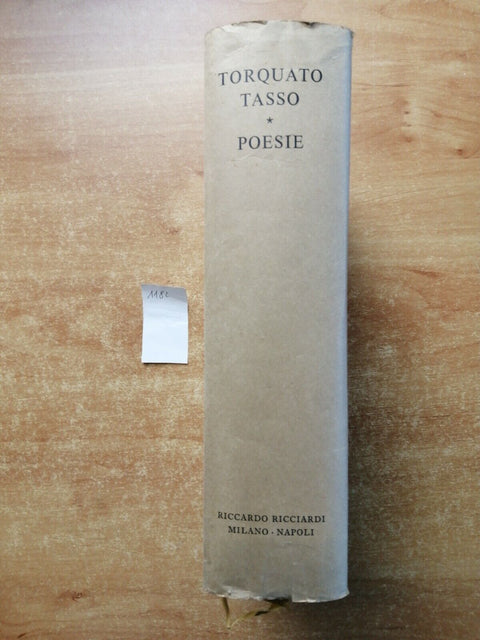 TORQUATO
TASSO
*
POESIE
RICCARDO RICCIARDI
MILANO · NAPOLI